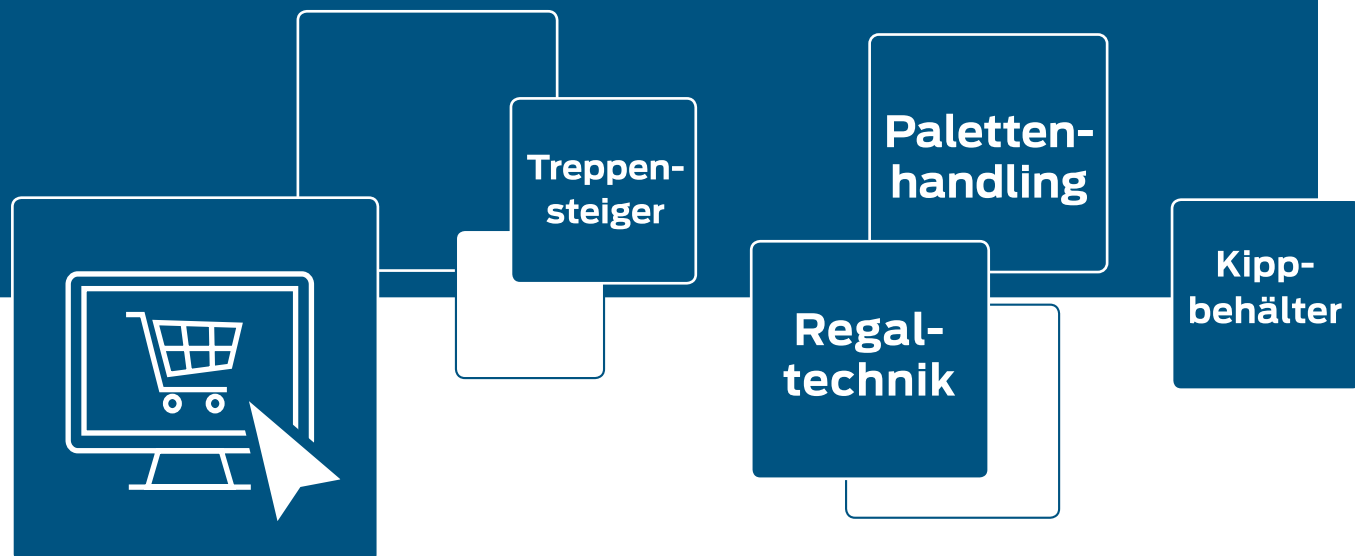 Treppen-
steiger
Paletten-
handling
Regal-
technik
Kipp-
behälter